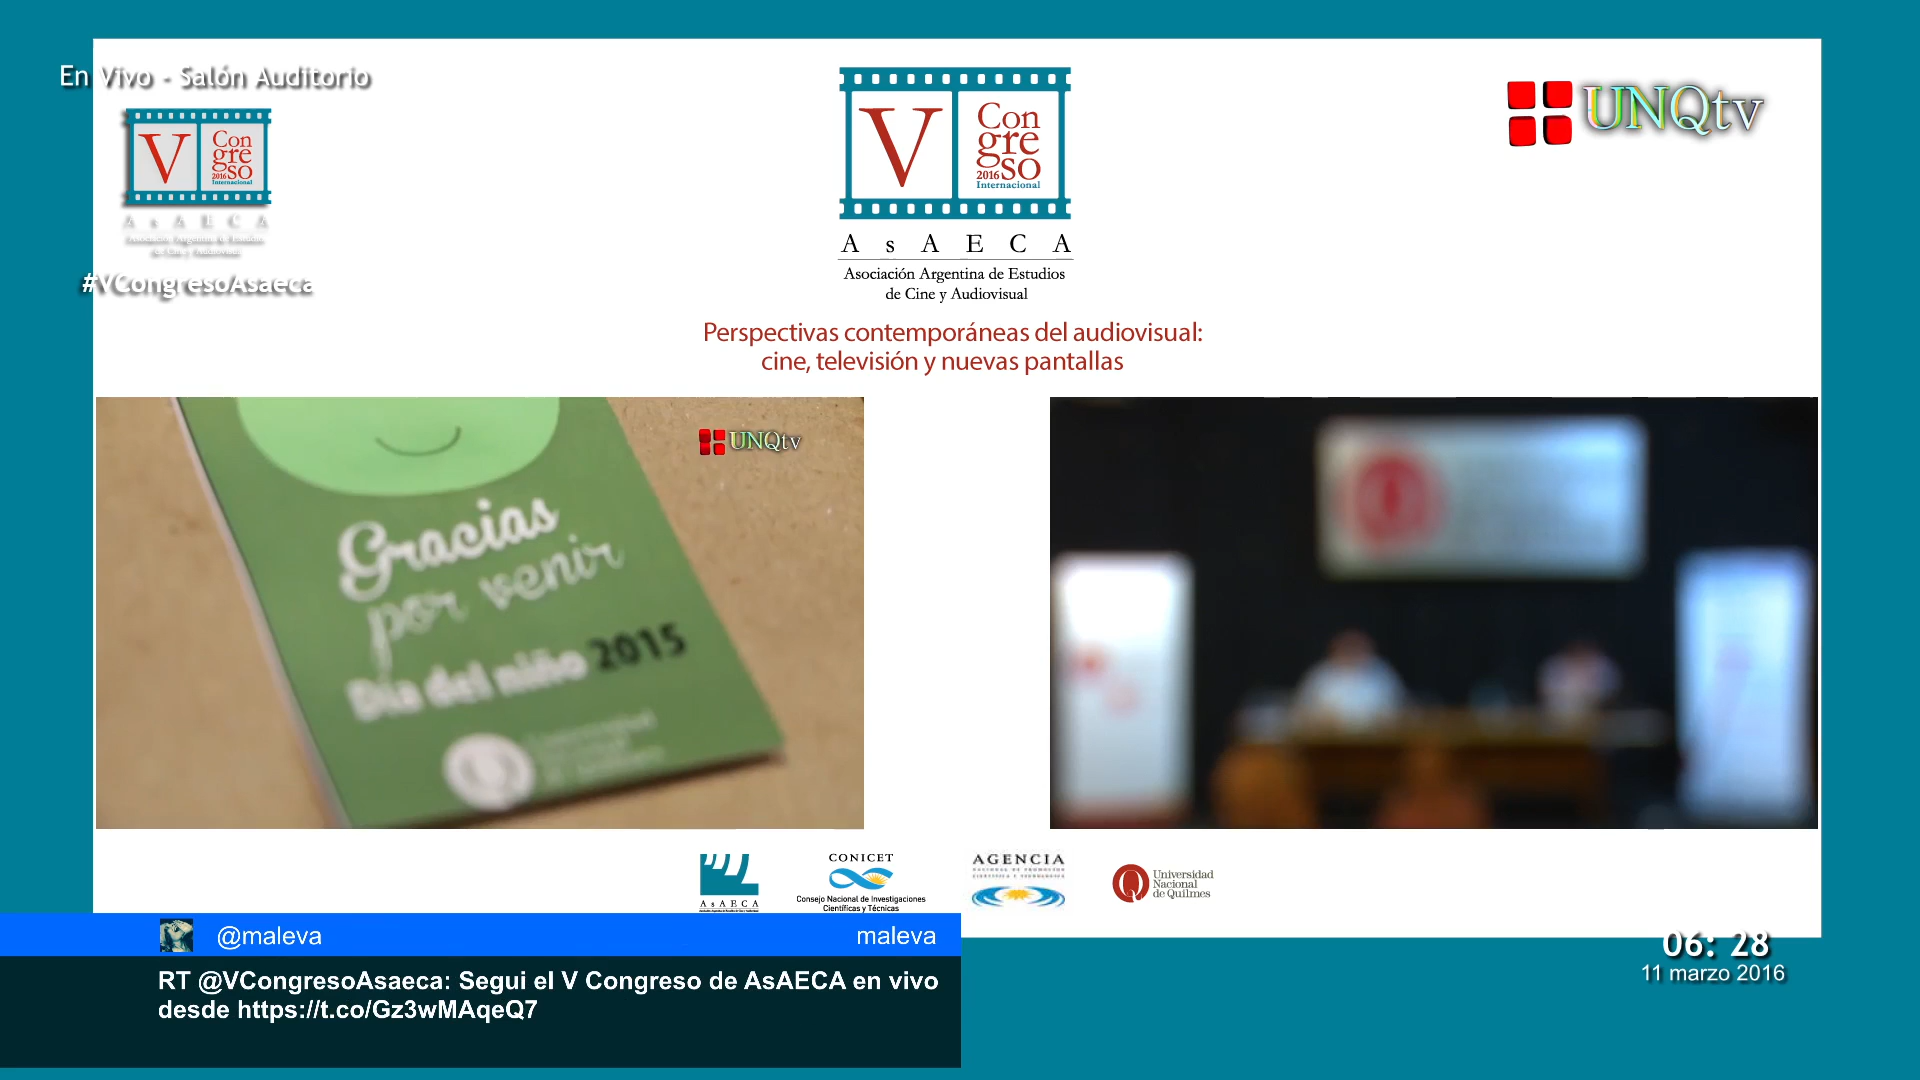 En Vivo - Salón Auditorio
V Con
gre
2016 so
Internacional
#VCongresoAsaeca
V Con
gre
2016 so
Internacional
A s A E C A
Asociación Argentina de Estudios
de Cine y Audiovisual
UNQtv
Perspectivas contemporáneas del audiovisual:
cine, televisión y nuevas pantallas
UNQtv
Gracias
por venir
Día del niño 2015
A s A E C A
CONICET
Consejo Nacional de Investigaciones
Científicas y Técnicas
AGENCIA
Universidad
Nacional
de Quilmes
@maleva maleva
RT @VCongresoAsaeca: Segui el V Congreso de AsAECA en vivo
desde https://t.co/Gz3wMAqeQ7
06: 28
11 marzo 2016